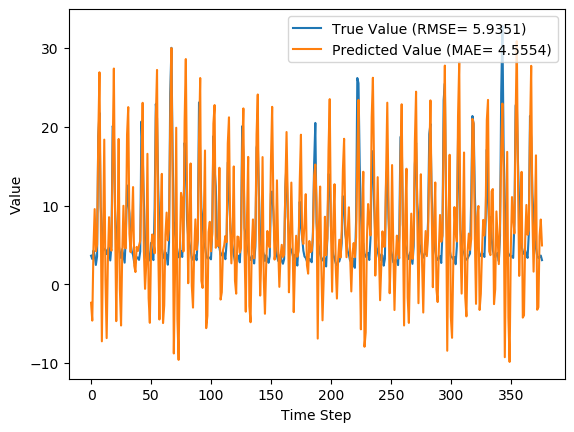 True Value (RMSE= 5.9351)
Predicted Value (MAE= 4.5554)
30
20
10
0
−10
Value
0 50 100 150 200 250 300 350
Time Step